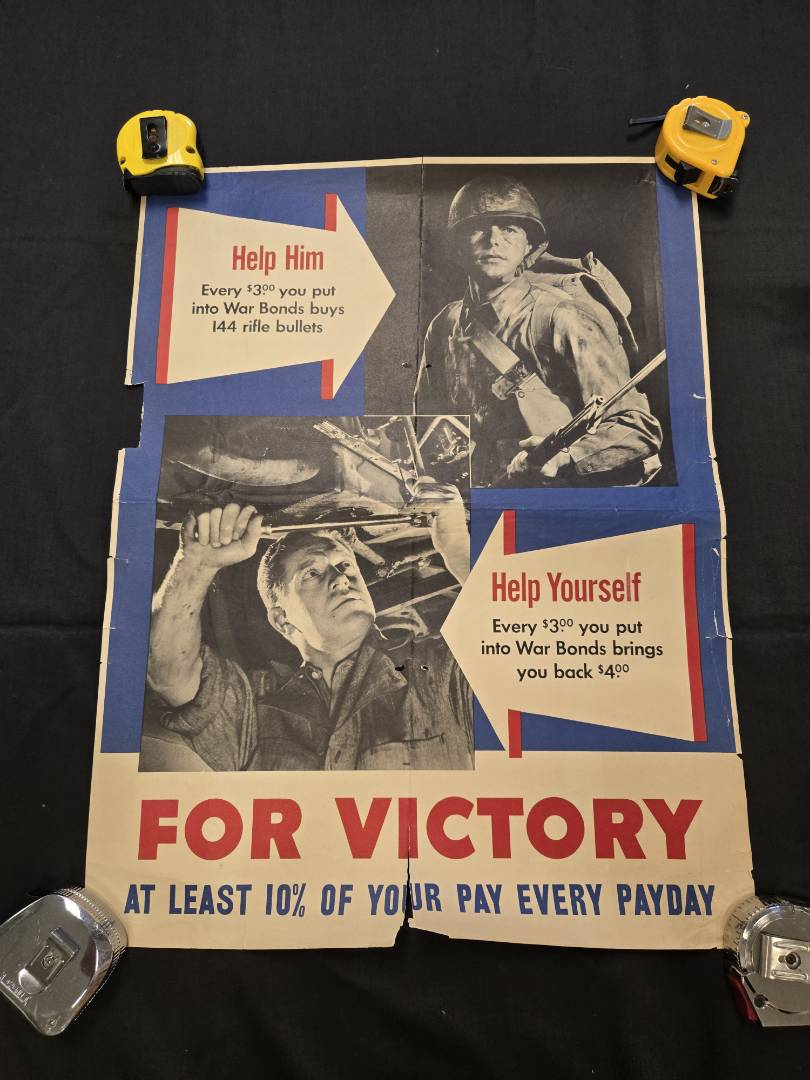 Help Him
Every $3.00 you put
into War Bonds buys
144 rifle bullets
Help Yourself
Every $3.00 you put
into War Bonds brings
you back $4.00
FOR VICTORY
AT LEAST 10% OF YOUR PAY EVERY PAYDAY